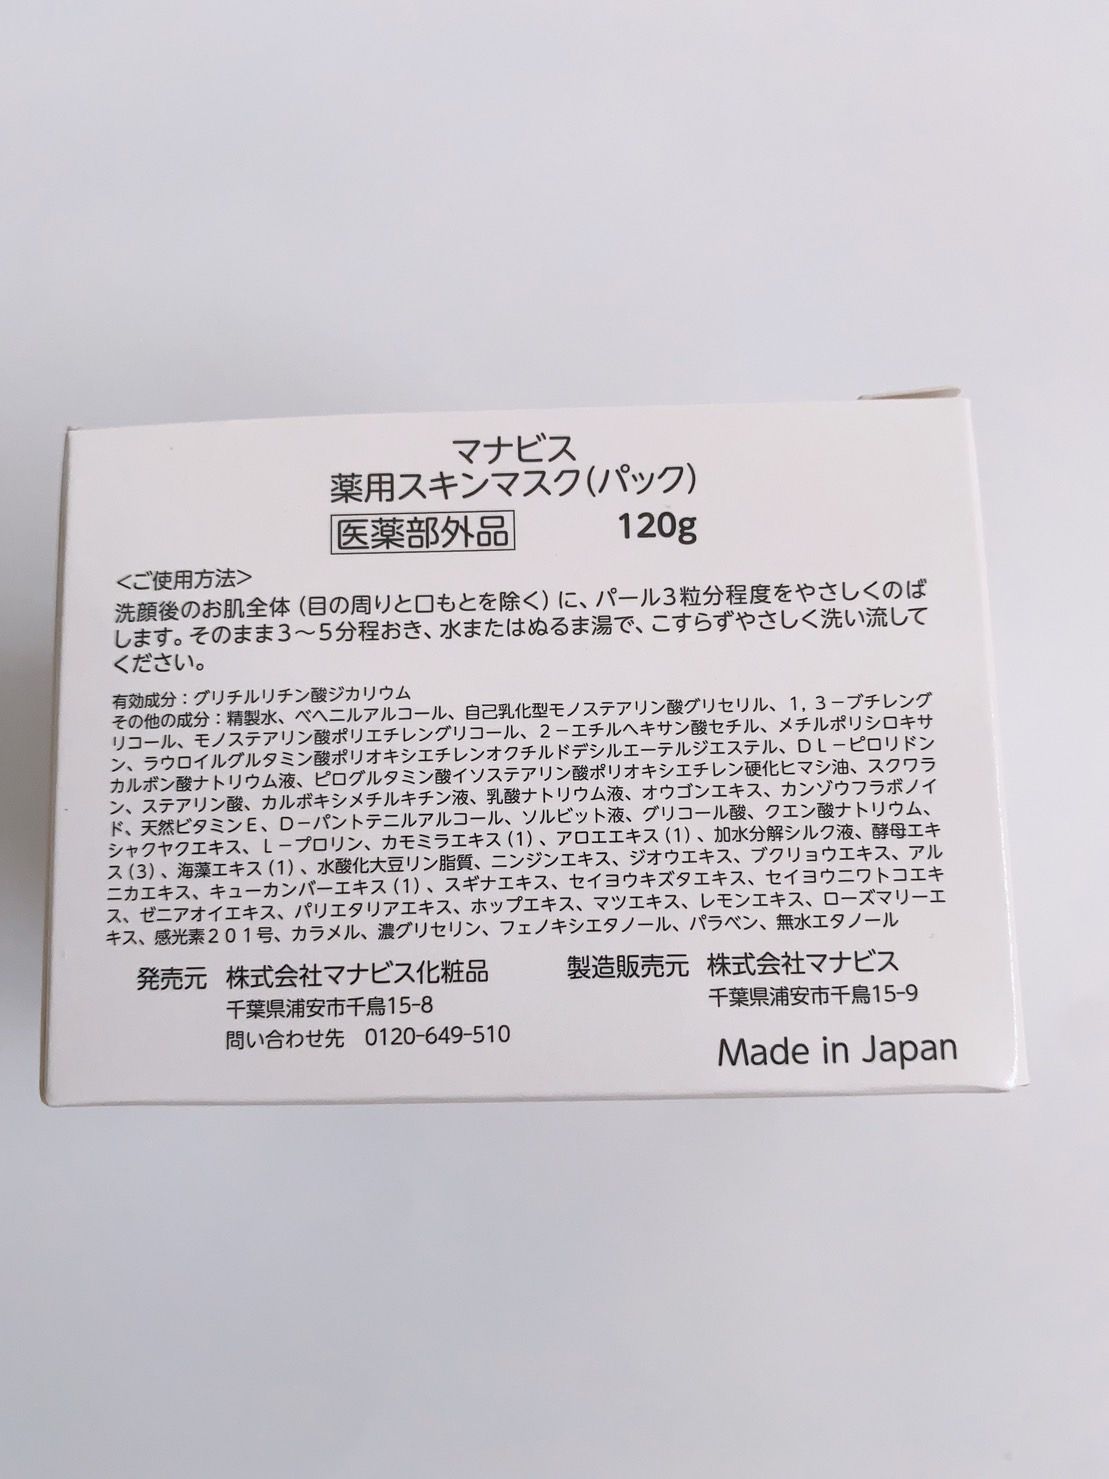 マナビス
薬用スキンマスク(パック)
医薬部外品 120g
<ご使用方法>
洗顔後のお肌全体（目の周りと口もとを除く）に、パール3粒分程度をやさしくのば
します。そのまま3～5分程おき、水またはぬるま湯で、こすらずやさしく洗い流して
ください。
有効成分：グリチルリチン酸ジカリウム
その他の成分：精製水、ベヘニルアルコール、自己乳化型モノステアリン酸グリセリル、1，3－ブチレング
リコール、モノステアリン酸ポリエチレングリコール、2－エチルヘキサン酸セチル、メチルポリシロキサ
ン、ラウロイルグルタミン酸ポリオキシエチレンオクチルドデシルエーテルジエステル、DL－ピロリドン
カルボン酸ナトリウム液、ピログルタミン酸イソステアリン酸ポリオキシエチレン硬化ヒマシ油、スクワラ
ン、ステアリン酸、カルボキシメチルキチン液、乳酸ナトリウム液、オウゴンエキス、カンゾウフラボノイ
ド、天然ビタミンE、D－パントテニルアルコール、ソルビット液、グリコール酸、クエン酸ナトリウム、
シャクヤクエキス、L－プロリン、カモミラエキス(1)、アロエエキス(1)、加水分解シルク液、酵母エキ
ス(3)、海藻エキス(1)、水酸化大豆リン脂質、ニンジンエキス、ジオウエキス、ブクリョウエキス、アル
ニカエキス、キューカンバーエキス(1)、スギナエキス、セイヨウキズタエキス、セイヨウニワトコエキ
ス、ゼニアオイエキス、パリエタリアエキス、ホップエキス、マツエキス、レモンエキス、ローズマリーエ
キス、感光素201号、カラメル、濃グリセリン、フェノキシエタノール、パラベン、無水エタノール
発売元 株式会社マナビス化粧品 製造販売元 株式会社マナビス
千葉県浦安市千鳥15-8 千葉県浦安市千鳥15-9
問い合わせ先 0120-649-510
Made in Japan